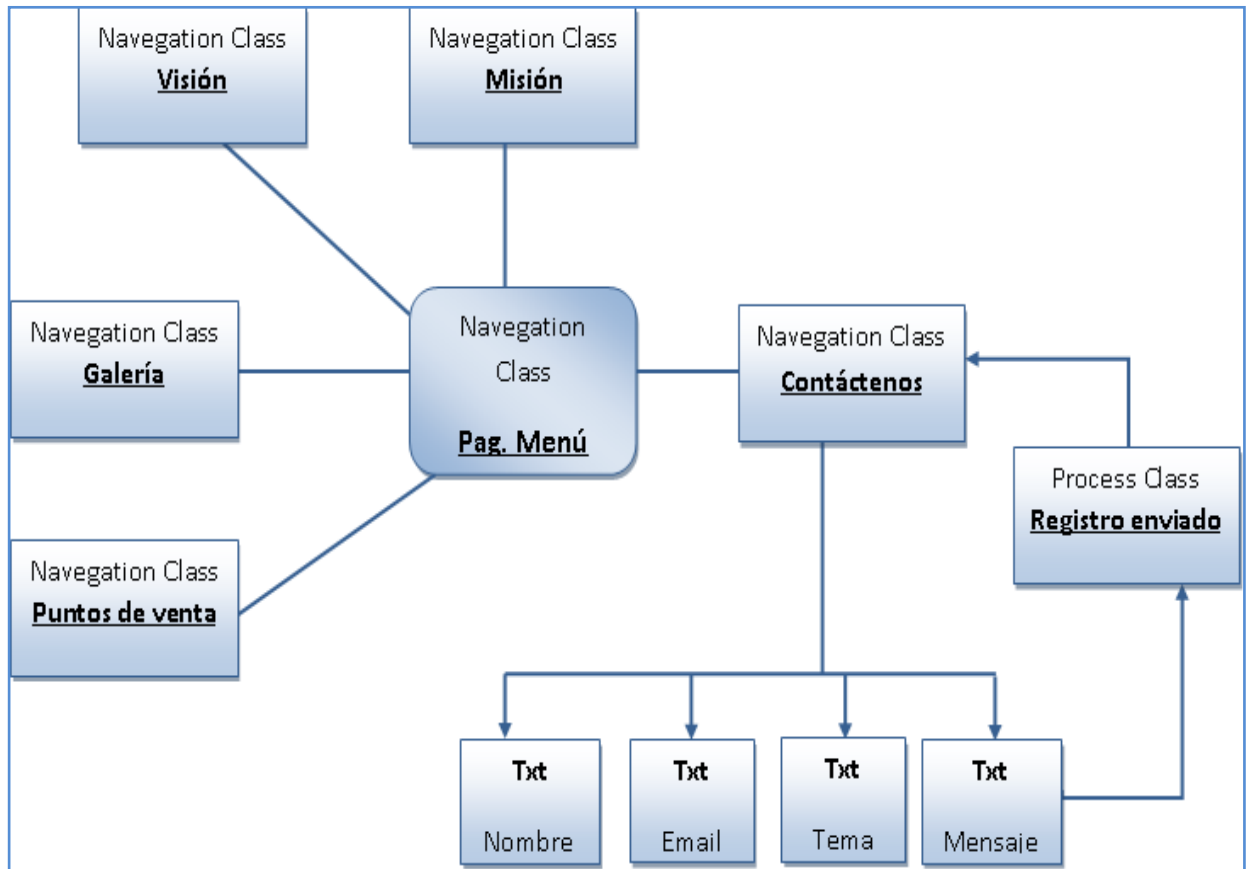 Navegation Class
Visión
Navegation Class
Misión
Navegation Class
Galería
Navegation
Class
Pag. Menú
Navegation Class
Contáctenos
Process Class
Registro enviado
Navegation Class
Puntos de venta
Txt
Nombre
Txt
Email
Txt
Tema
Txt
Mensaje